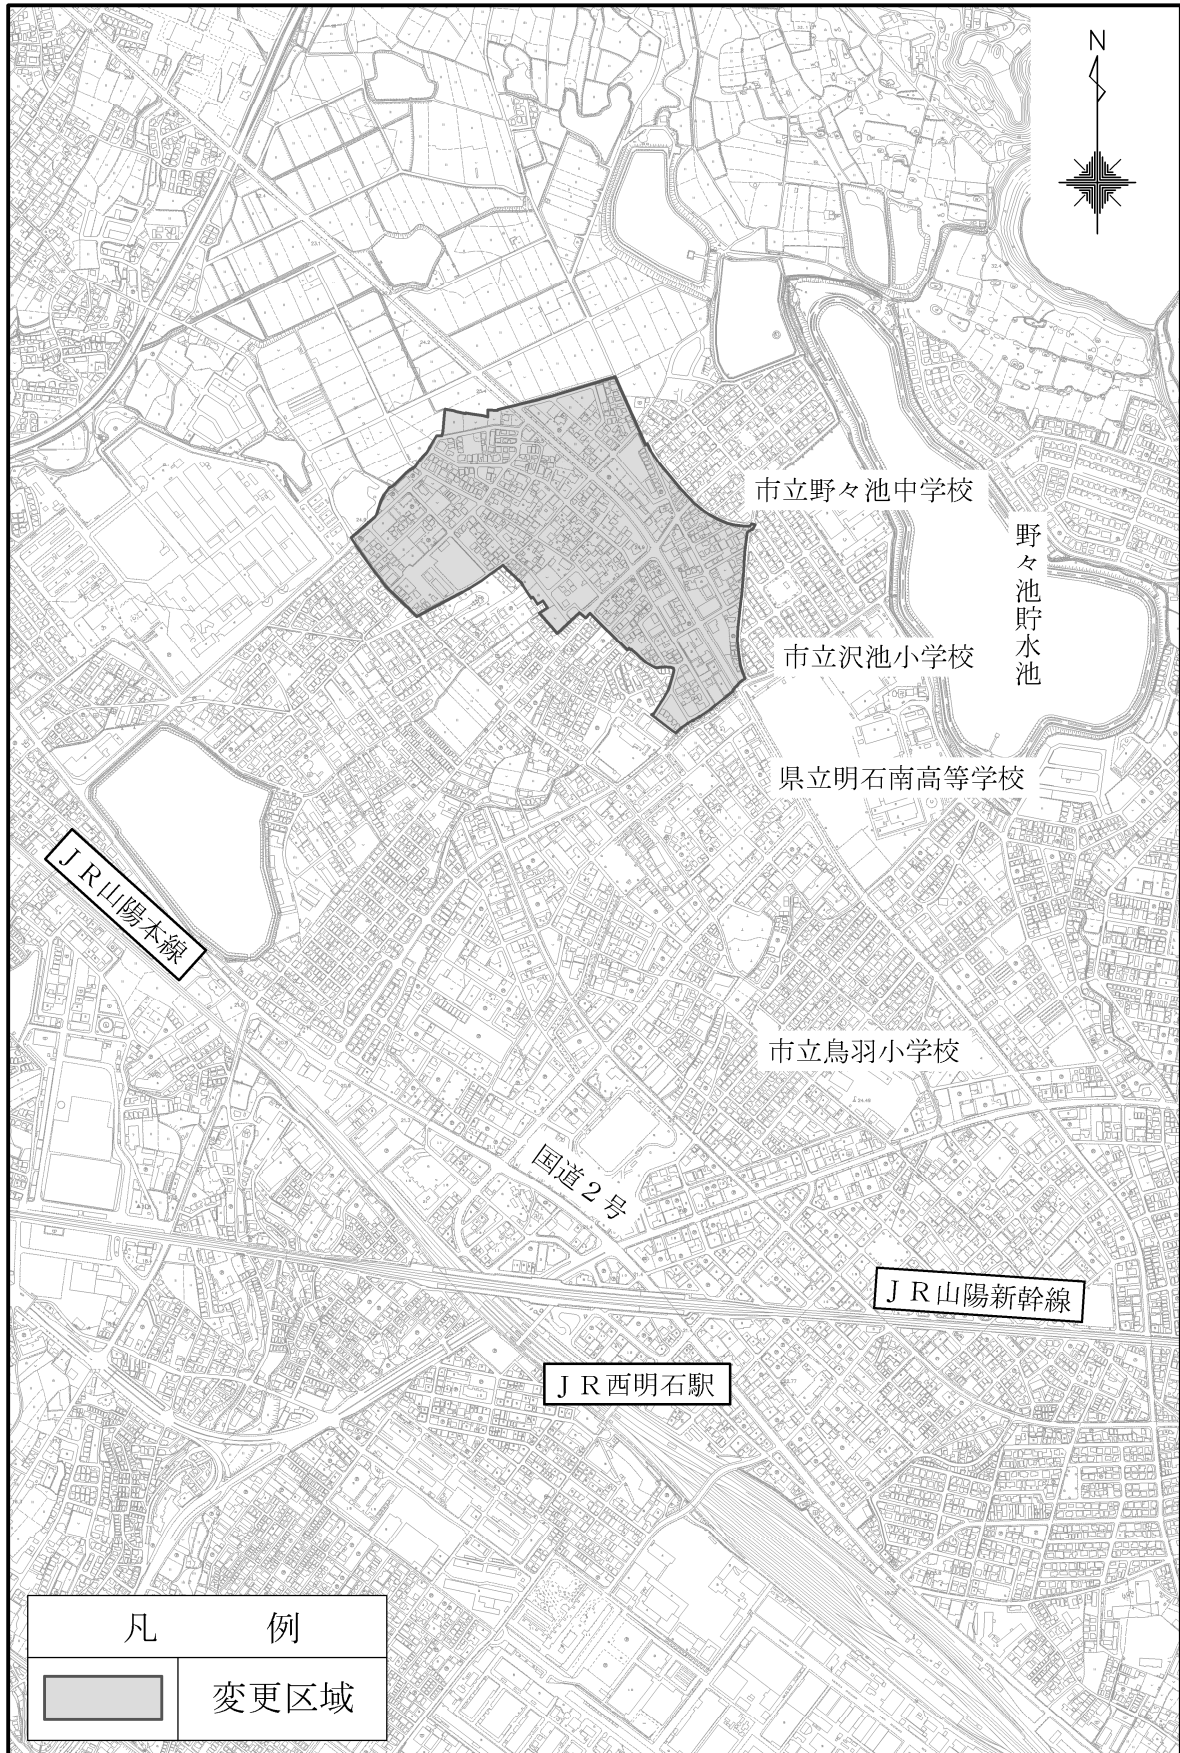 N
市立野々池中学校
野々池貯水池
市立沢池小学校
県立明石南高等学校
ＪＲ山陽本線
市立鳥羽小学校
国道２号
ＪＲ山陽新幹線
ＪＲ西明石駅
凡例
変更区域